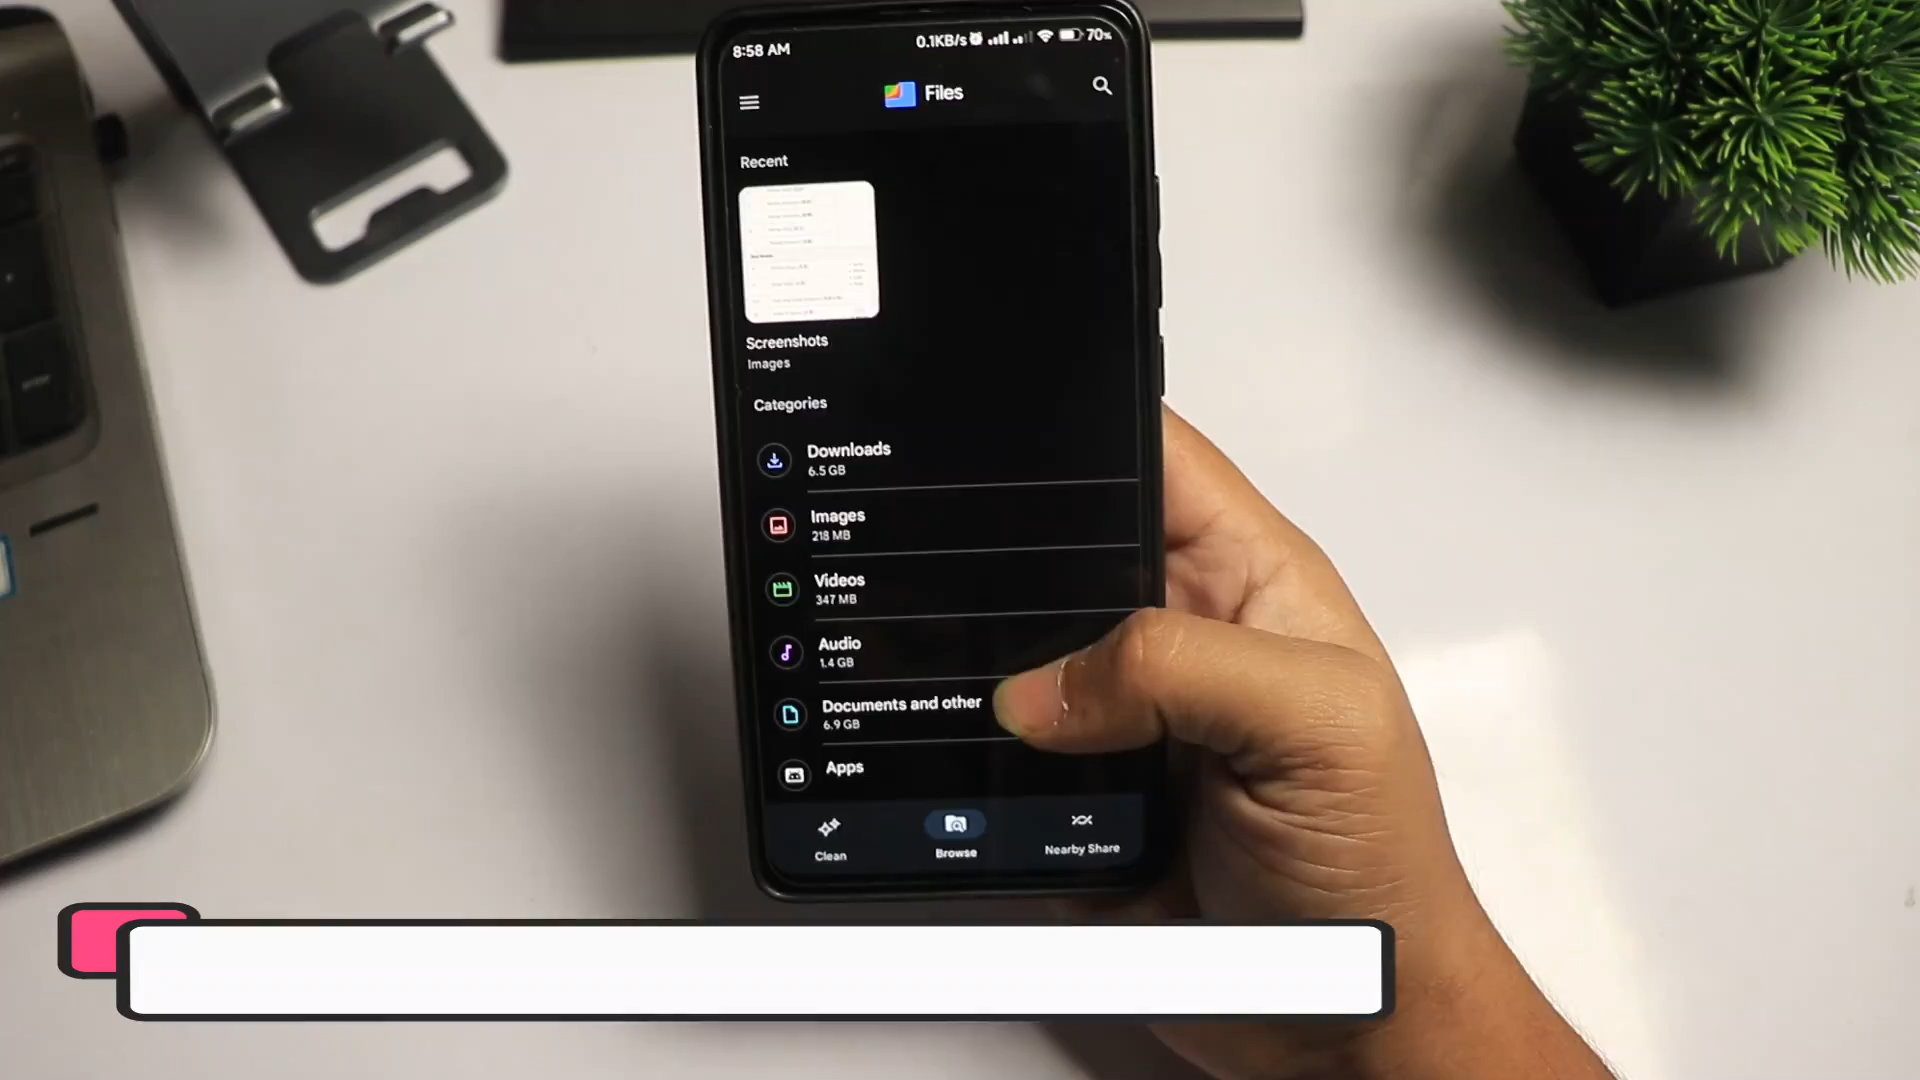 8:58 AM
0.1KB/s
70%
Files
Recent
Screenshots
Images
Categories
Downloads
6.5 GB
Images
218 MB
Videos
347 MB
Audio
1.4 GB
Documents and other
6.9 GB
Apps
Clean
Browse
Nearby Share
enter